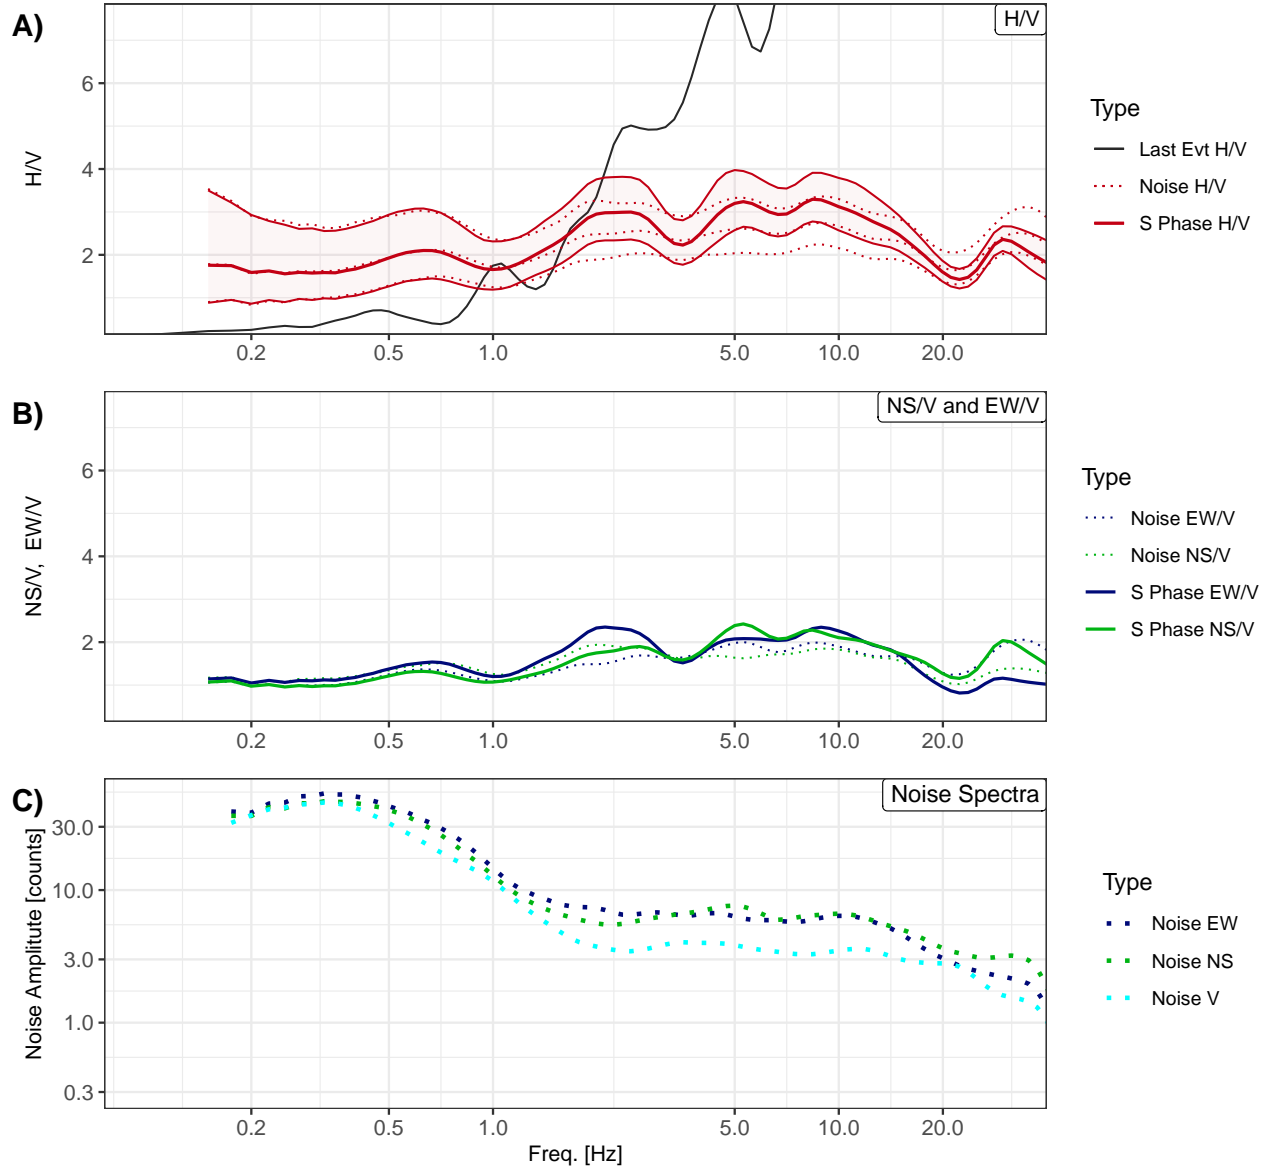 A)
H/V
6
4
2
H/V
0.2 0.5 1.0 5.0 10.0 20.0
Type
Last Evt H/V
Noise H/V
S Phase H/V
B)
NS/V and EW/V
6
4
2
NS/V, EW/V
0.2 0.5 1.0 5.0 10.0 20.0
Type
Noise EW/V
Noise NS/V
S Phase EW/V
S Phase NS/V
C)
Noise Spectra
30.0
10.0
3.0
1.0
0.3
Noise Amplitude [counts]
0.2 0.5 1.0 5.0 10.0 20.0
Freq. [Hz]
Type
Noise EW
Noise NS
Noise V